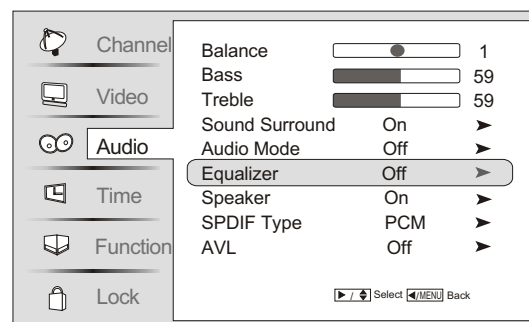 Channel
Video
Audio
Time
Function
Lock
Balance 1
Bass 59
Treble 59
Sound Surround On
Audio Mode Off
Equalizer Off
Speaker On
SPDIF Type PCM
AVL Off
/ Select /MENU Back